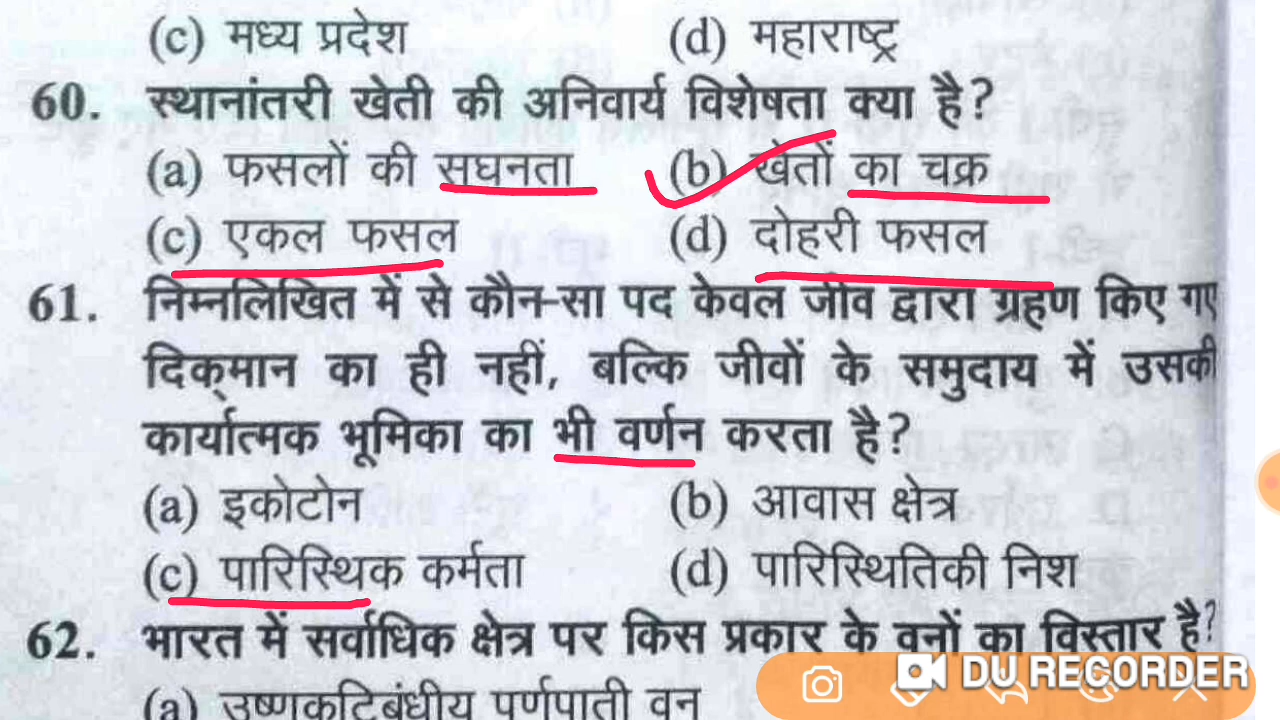 (c) मध्य प्रदेश (d) महाराष्ट्र
60. स्थानांतरी खेती की अनिवार्य विशेषता क्या है?
(a) फसलों की सघनता (b) खेतों का चक्र
(c) एकल फसल (d) दोहरी फसल
61. निम्नलिखित में से कौन-सा पद केवल जीव द्वारा ग्रहण किए गए
दिक्‌मान का ही नहीं, बल्कि जीवों के समुदाय में उसकी
कार्यात्मक भूमिका का भी वर्णन करता है?
(a) इकोटोन (b) आवास क्षेत्र
(c) पारिस्थिक कर्मता (d) पारिस्थितिकी निश
62. भारत में सर्वाधिक क्षेत्र पर किस प्रकार के वनों का विस्तार है?
(a) उष्णकटिबंधीय पर्णपाती वन
DU RECORDER